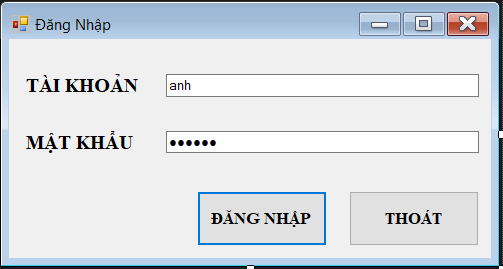 Đăng Nhập
TÀI KHOẢN anh
MẬT KHẨU ●●●●●●
ĐĂNG NHẬP THOÁT